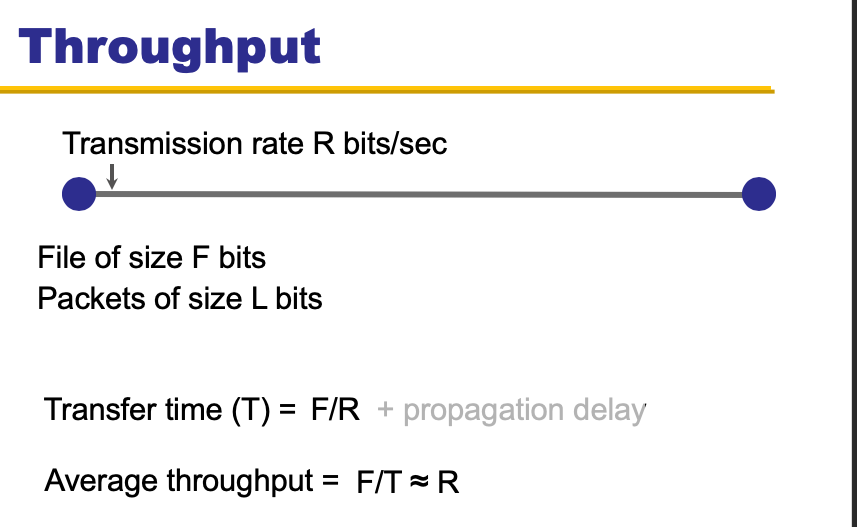 Throughput
Transmission rate R bits/sec
File of size F bits
Packets of size L bits
Transfer time (T) = F/R + propagation delay
Average throughput = F/T ≈ R